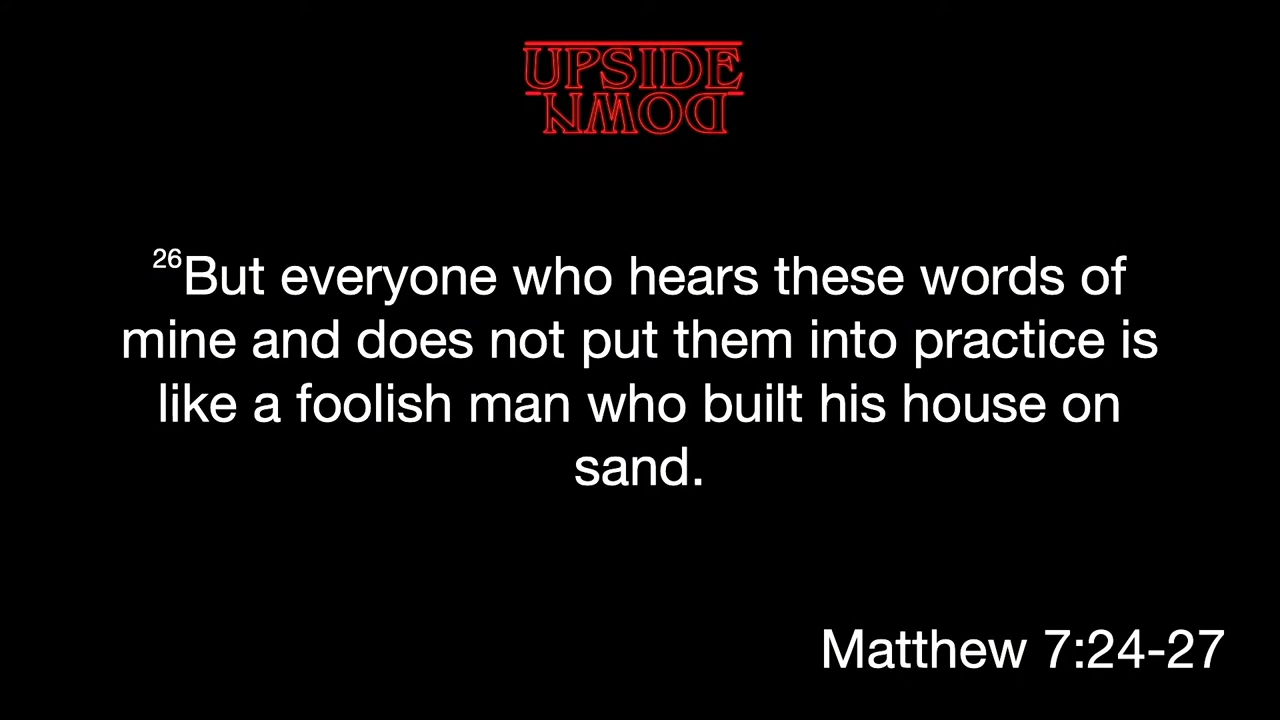 UPSIDE
DOWN
26But everyone who hears these words of
mine and does not put them into practice is
like a foolish man who built his house on
sand.
Matthew 7:24-27